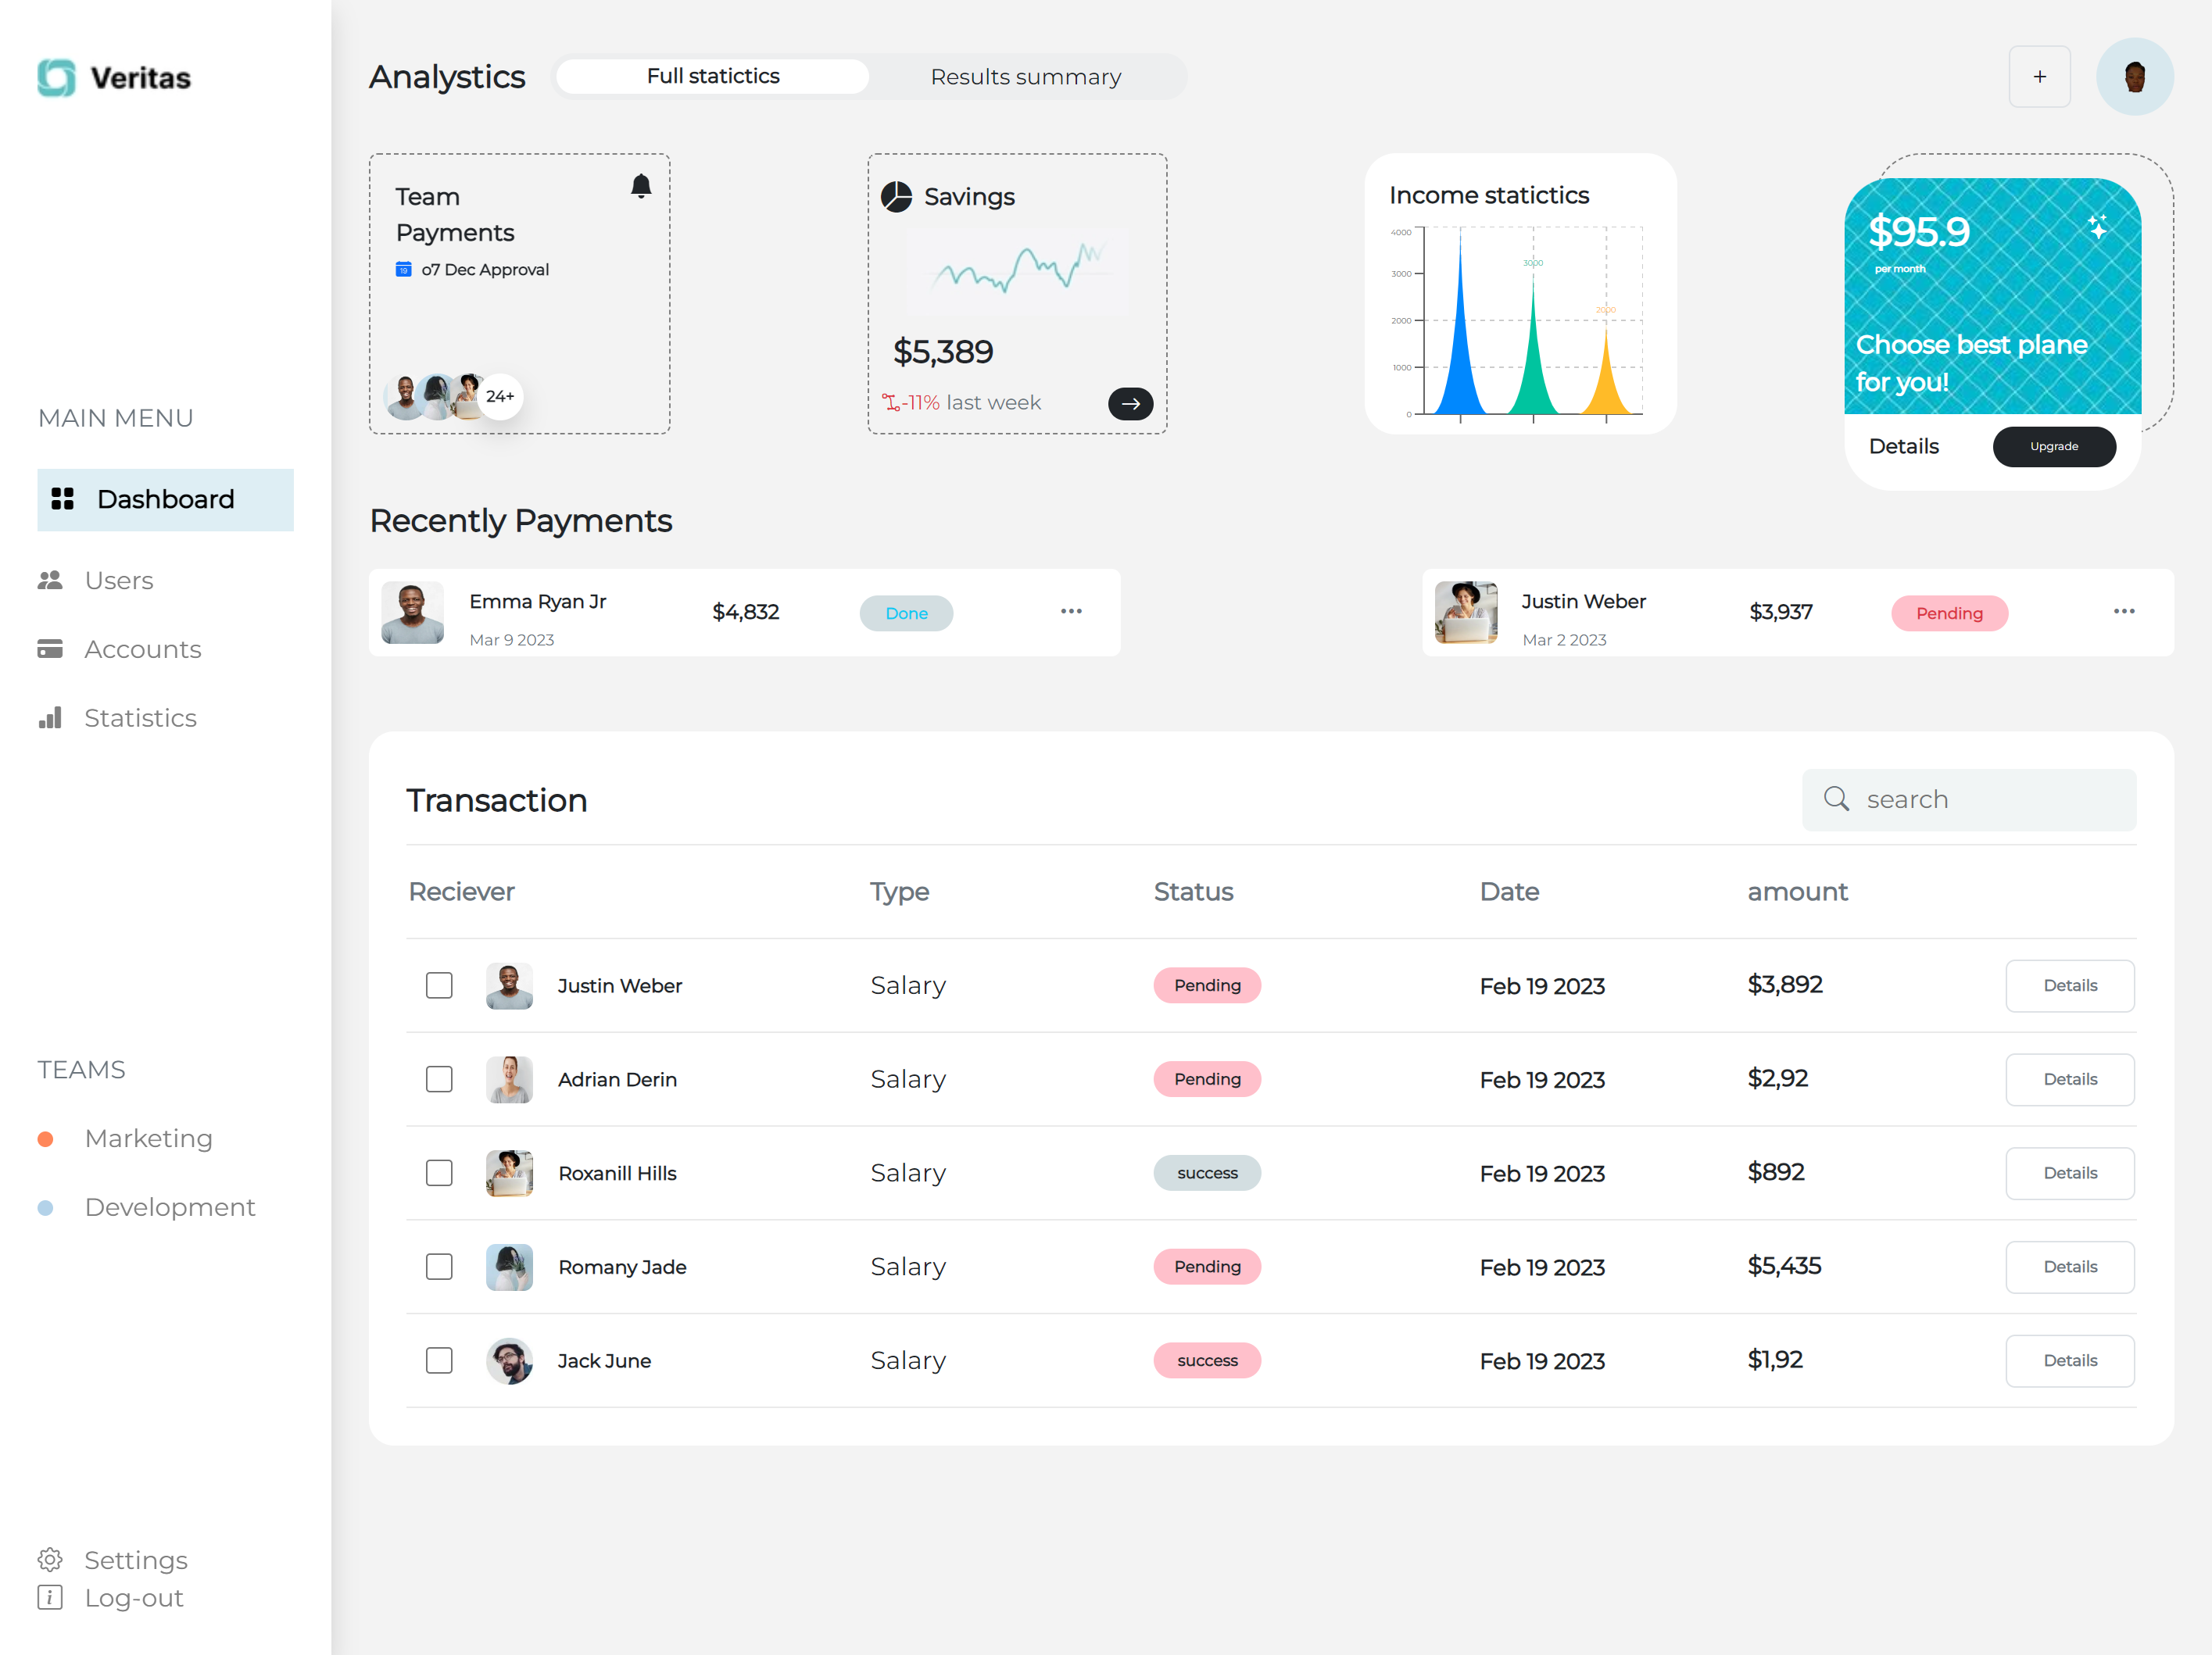 Veritas
MAIN MENU
Dashboard
Users
Accounts
Statistics
TEAMS
Marketing
Development
Settings
Log-out
Analystics
Full statictics
Results summary
+
Team
Payments
19
o7 Dec Approval
24+
Savings
$5,389
-11% last week
Income statictics
4000
3000
2000
1000
0
3000
2000
$95.9
per month
Choose best plane
for you!
Details
Upgrade
Recently Payments
Emma Ryan Jr
Mar 9 2023
$4,832
Done
Justin Weber
Mar 2 2023
$3,937
Pending
Transaction
search
Reciever Type Status Date amount
Justin Weber Salary Pending Feb 19 2023 $3,892 Details
Adrian Derin Salary Pending Feb 19 2023 $2,92 Details
Roxanill Hills Salary success Feb 19 2023 $892 Details
Romany Jade Salary Pending Feb 19 2023 $5,435 Details
Jack June Salary success Feb 19 2023 $1,92 Details